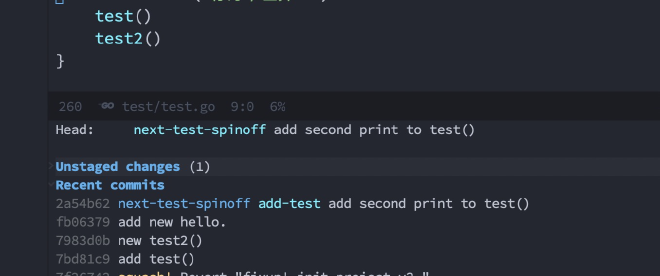 test()
test2()
}
260 GO test/test.go 9:0 6%
Head: next-test-spinoff add second print to test()
Unstaged changes (1)
Recent commits
2a54b62 next-test-spinoff add-test add second print to test()
fb06379 add new hello.
7983d0b new test2()
7bd81c9 add test()